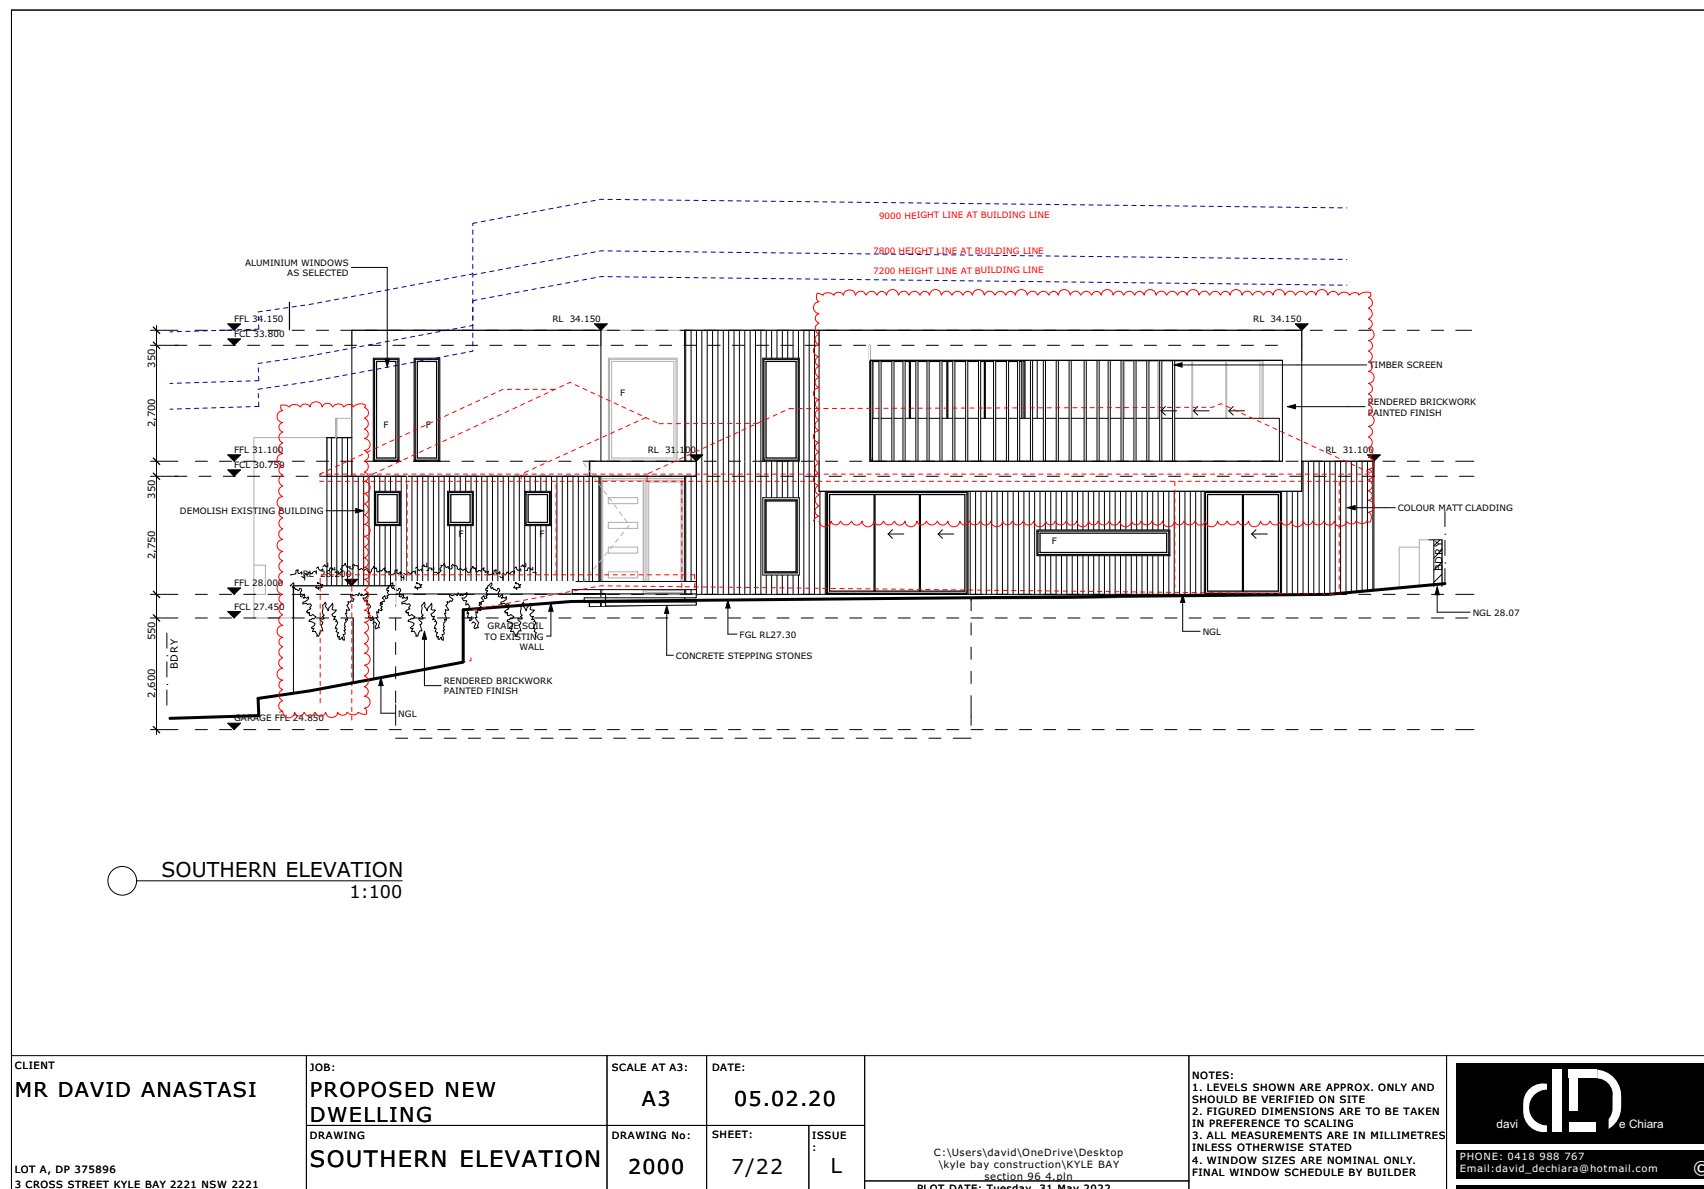 9000 HEIGHT LINE AT BUILDING LINE
7800 HEIGHT LINE AT BUILDING LINE
7200 HEIGHT LINE AT BUILDING LINE
ALUMINIUM WINDOWS
AS SELECTED
FFL 34.150
FCL 33.800
RL 34.150
RL 34.150
350
TIMBER SCREEN
F
RENDERED BRICKWORK
PAINTED FINISH
2,700
F
F
FFL 31.100
FCL 30.750
RL 31.100
RL 31.100
350
DEMOLISH EXISTING BUILDING
COLOUR MATT CLADDING
F
F
F
2,750
BDRY
FFL 28.000
FCL 27.450
NGL 28.07
550
GRADE SOIL
TO EXISTING
WALL
FGL RL27.30
NGL
CONCRETE STEPPING STONES
BDRY
RENDERED BRICKWORK
PAINTED FINISH
2,600
NGL
GARAGE FFL 24.850
SOUTHERN ELEVATION
1:100
CLIENT
MR DAVID ANASTASI
LOT A, DP 375896
3 CROSS STREET KYLE BAY 2221 NSW 2221
JOB:
PROPOSED NEW
DWELLING
DRAWING
SOUTHERN ELEVATION
SCALE AT A3:
A3
DATE:
05.02.20
DRAWING No:
2000
SHEET:
7/22
ISSUE
:
L
C:\Users\david\OneDrive\Desktop
\kyle bay construction\KYLE BAY
section 96 4.pln
PLOT DATE: Tuesday, 31 May 2022
NOTES:
1. LEVELS SHOWN ARE APPROX. ONLY AND
SHOULD BE VERIFIED ON SITE
2. FIGURED DIMENSIONS ARE TO BE TAKEN
IN PREFERENCE TO SCALING
3. ALL MEASUREMENTS ARE IN MILLIMETRES
INLESS OTHERWISE STATED
4. WINDOW SIZES ARE NOMINAL ONLY.
FINAL WINDOW SCHEDULE BY BUILDER
davi dD e Chiara
PHONE: 0418 988 767
Email:david_dechiara@hotmail.com
©